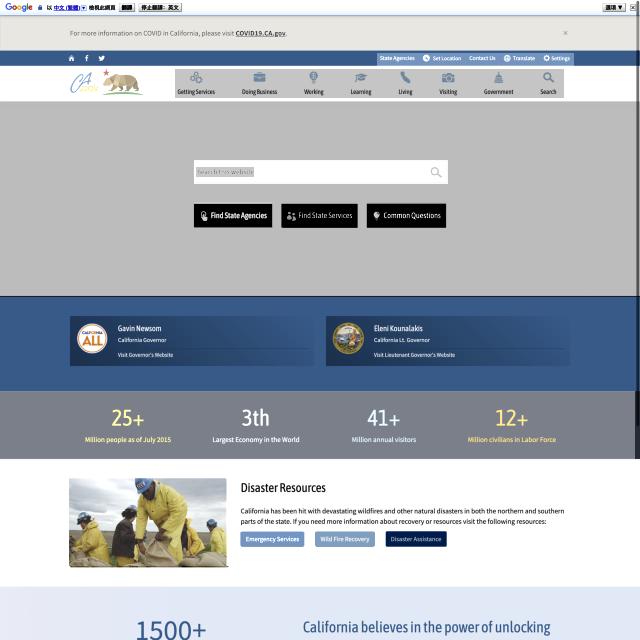 Google 以 中文 (繁體) 檢視此網頁 翻譯 停止翻譯：英文 選項 ▼
For more information on COVID in California, please visit COVID19.CA.gov. ×
State Agencies Set Location Contact Us Translate Settings
CA
Getting Services Doing Business Working Learning Living Visiting Government Search
Search this website
Find State Agencies Find State Services Common Questions
CALIFORNIA
ALL
Gavin Newsom
California Governor
Visit Governor's Website
Eleni Kounalakis
California Lt. Governor
Visit Lieutenant Governor's Website
25+ 3th 41+ 12+
Million people as of July 2015 Largest Economy in the World Million annual visitors Million civilians in Labor Force
Disaster Resources
California has been hit with devastating wildfires and other natural disasters in both the northern and southern
parts of the state. If you need more information about recovery or resources visit the following resources:
Emergency Services Wild Fire Recovery Disaster Assistance
1500+ California believes in the power of unlocking